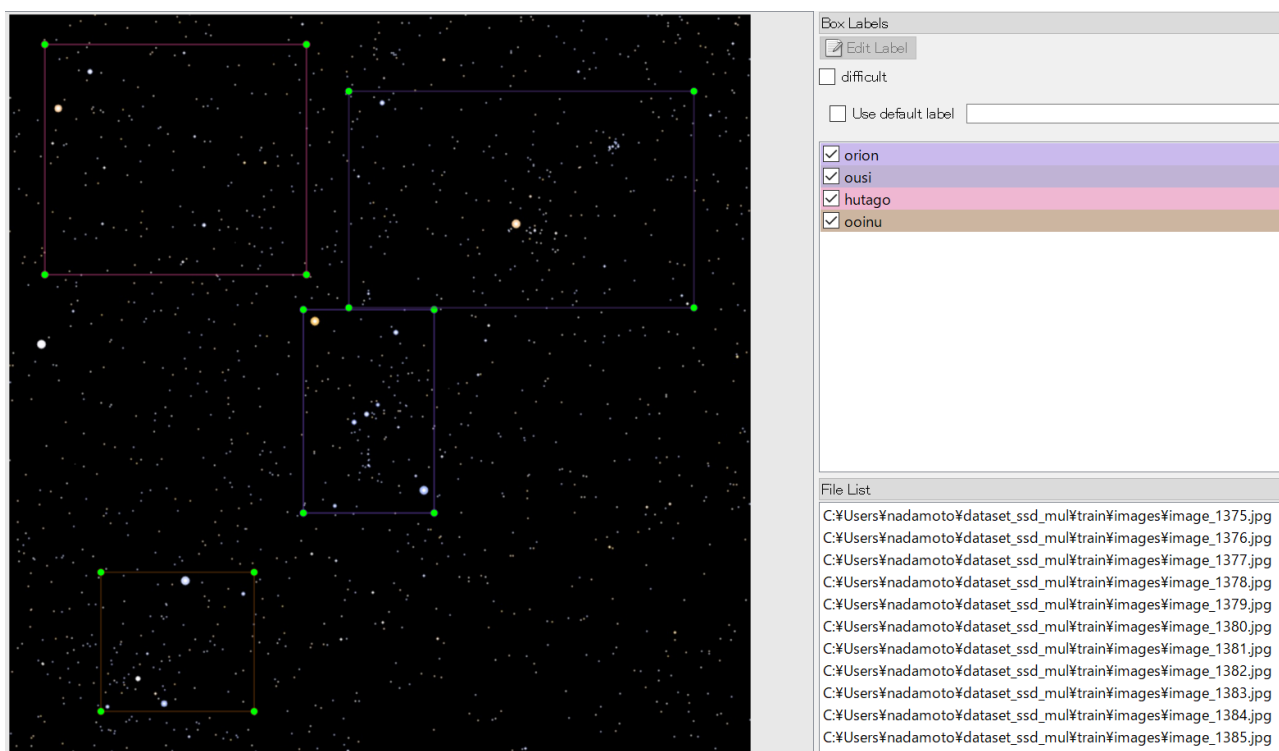 Box Labels
Edit Label
difficult
Use default label
orion
ousi
hutago
ooinu
File List
C:¥Users¥nadamoto¥dataset_ssd_mul¥train¥images¥image_1375.jpg
C:¥Users¥nadamoto¥dataset_ssd_mul¥train¥images¥image_1376.jpg
C:¥Users¥nadamoto¥dataset_ssd_mul¥train¥images¥image_1377.jpg
C:¥Users¥nadamoto¥dataset_ssd_mul¥train¥images¥image_1378.jpg
C:¥Users¥nadamoto¥dataset_ssd_mul¥train¥images¥image_1379.jpg
C:¥Users¥nadamoto¥dataset_ssd_mul¥train¥images¥image_1380.jpg
C:¥Users¥nadamoto¥dataset_ssd_mul¥train¥images¥image_1381.jpg
C:¥Users¥nadamoto¥dataset_ssd_mul¥train¥images¥image_1382.jpg
C:¥Users¥nadamoto¥dataset_ssd_mul¥train¥images¥image_1383.jpg
C:¥Users¥nadamoto¥dataset_ssd_mul¥train¥images¥image_1384.jpg
C:¥Users¥nadamoto¥dataset_ssd_mul¥train¥images¥image_1385.jpg